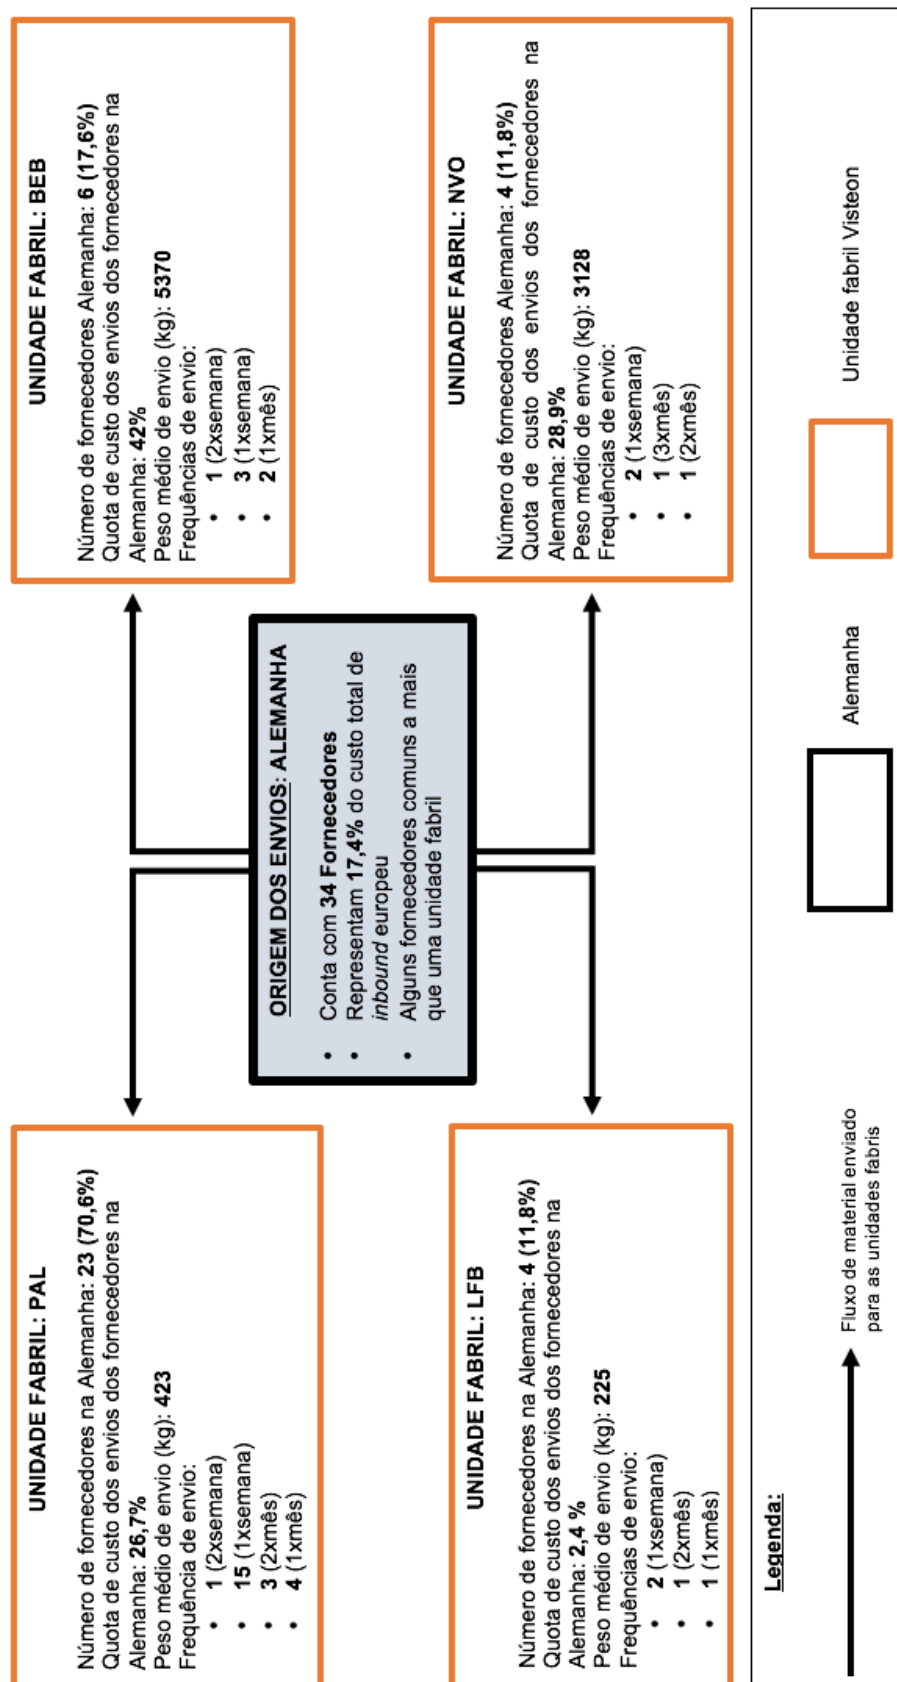 UNIDADE FABRIL: PAL
Número de fornecedores na Alemanha: 23 (70,6%)
Quota de custo dos envios dos fornecedores na
Alemanha: 26,7%
Peso médio de envio (kg): 423
Frequência de envio:
• 1 (2xsemana)
• 15 (1xsemana)
• 3 (2xmês)
• 4 (1xmês)
UNIDADE FABRIL: BEB
Número de fornecedores Alemanha: 6 (17,6%)
Quota de custo dos envios dos fornecedores na
Alemanha: 42%
Peso médio de envio (kg): 5370
Frequências de envio:
• 1 (2xsemana)
• 3 (1xsemana)
• 2 (1xmês)
ORIGEM DOS ENVIOS: ALEMANHA
• Conta com 34 Fornecedores
• Representam 17,4% do custo total de
inbound europeu
• Alguns fornecedores comuns a mais
que uma unidade fabril
UNIDADE FABRIL: LFB
Número de fornecedores na Alemanha: 4 (11,8%)
Quota de custo dos envios dos fornecedores na
Alemanha: 2,4 %
Peso médio de envio (kg): 225
Frequências de envio:
• 2 (1xsemana)
• 1 (2xmês)
• 1 (1xmês)
UNIDADE FABRIL: NVO
Número de fornecedores Alemanha: 4 (11,8%)
Quota de custo dos envios dos fornecedores na
Alemanha: 28,9%
Peso médio de envio (kg): 3128
Frequências de envio:
• 2 (1xsemana)
• 1 (3xmês)
• 1 (2xmês)
Legenda:
Fluxo de material enviado
para as unidades fabris
Alemanha
Unidade fabril Visteon